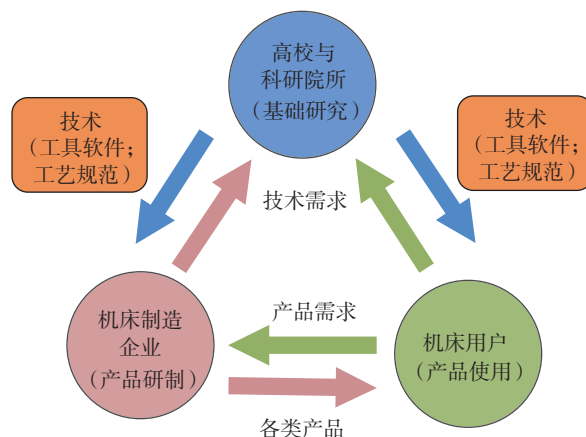 高校与
科研院所
（基础研究）
技术
（工具软件；
工艺规范）
技术
（工具软件；
工艺规范）
技术需求
机床制造
企业
（产品研制）
产品需求
机床用户
（产品使用）
各类产品